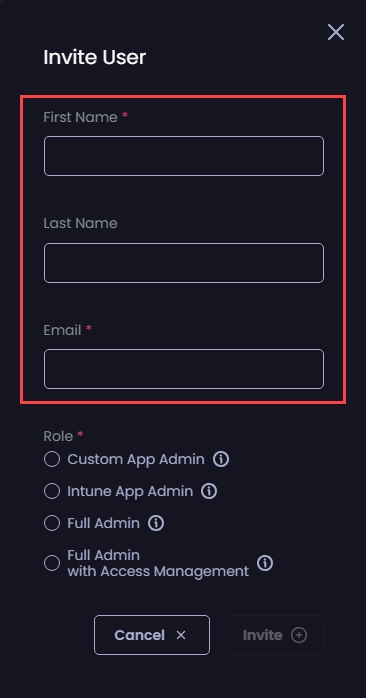 Invite User
First Name *
Last Name
Email *
Role *
Custom App Admin
Intune App Admin
Full Admin
Full Admin
with Access Management
Cancel
Invite